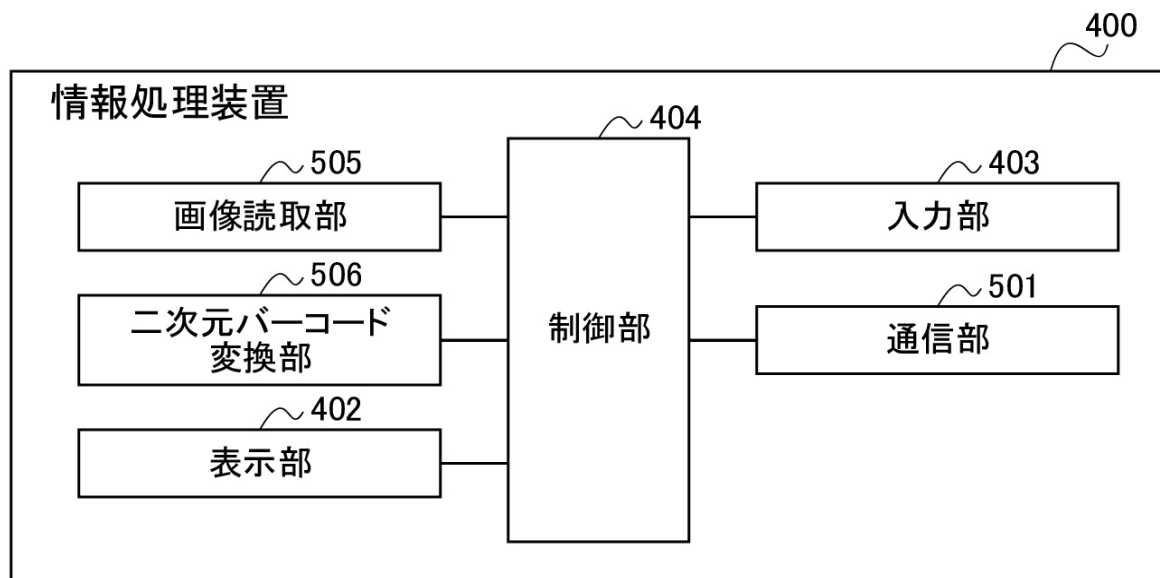 400
情報処理装置
404
505
画像読取部
403
入力部
506
二次元バーコード
変換部
制御部
501
通信部
402
表示部